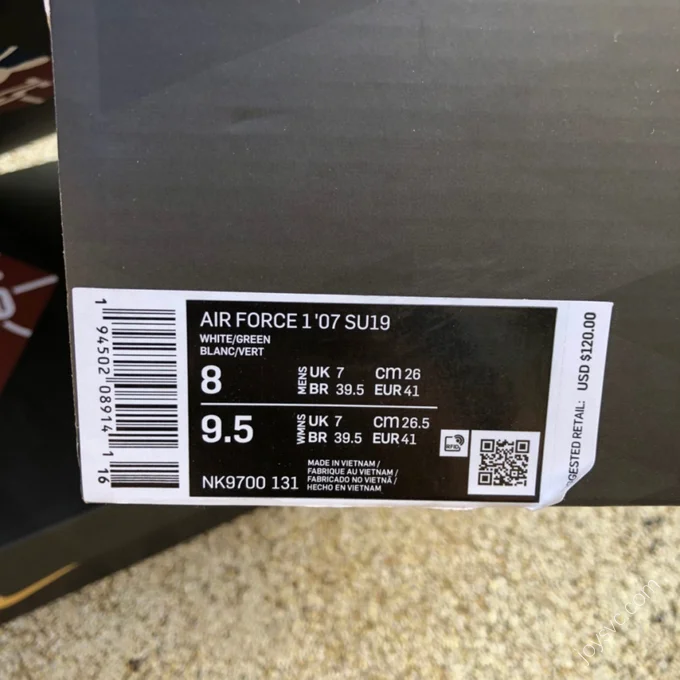 AIR FORCE 1 '07 SU19
WHITE/GREEN
BLANC/VERT
8 MENS UK 7 cm 26
BR 39.5 EUR 41
9.5 WMNS UK 7 cm 26.5
BR 39.5 EUR 41
NK9700 131
MADE IN VIETNAM /
FABRIQUE AU VIETNAM /
FABRICADO NO VIETNÃ /
HECHO EN VIETNAM
RFID
1 94502 08914 1 16
GESTED RETAIL: USD $120.00
joysvc.com